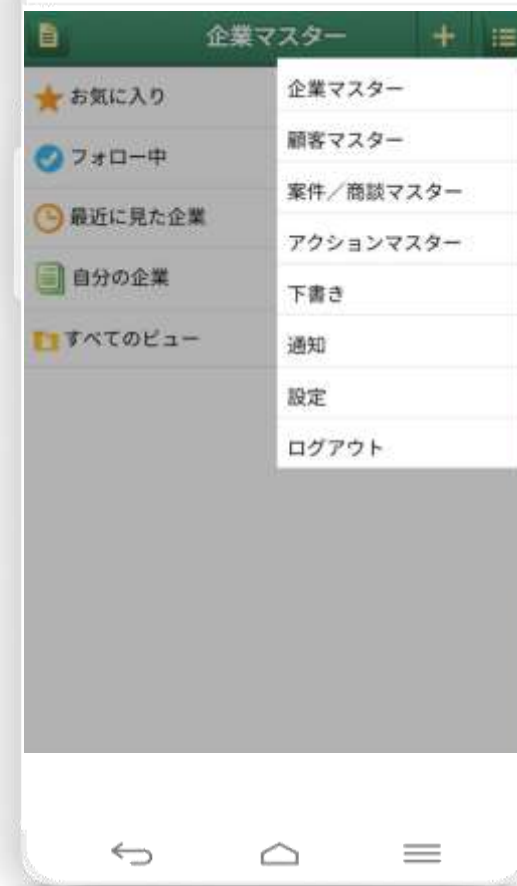 企業マスター
お気に入り
フォロー中
最近に見た企業
自分の企業
すべてのビュー
企業マスター
顧客マスター
案件／商談マスター
アクションマスター
下書き
通知
設定
ログアウト